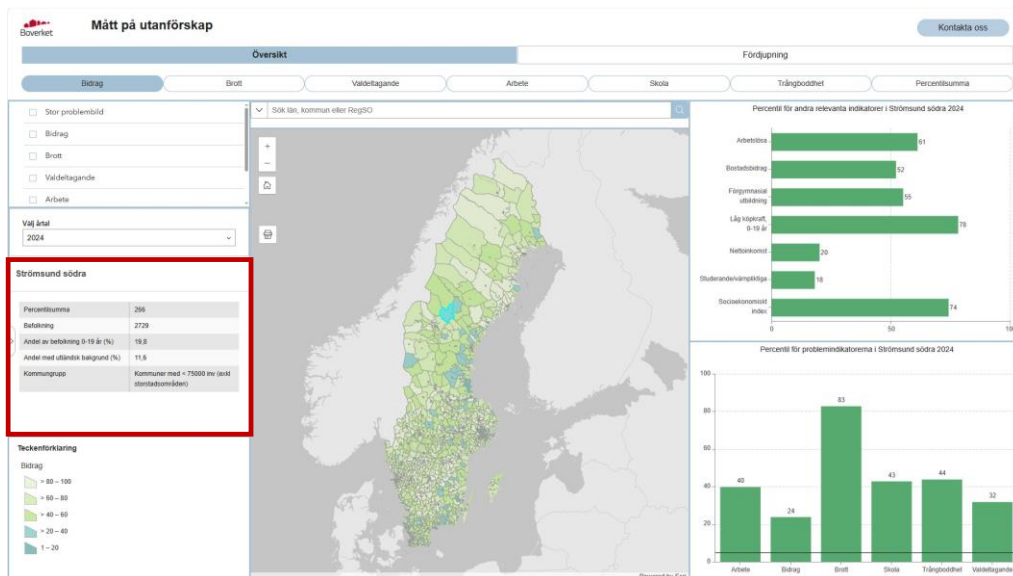 Boverket
Mått på utanförskap
Kontakta oss
Översikt
Fördjupning
Bidrag
Brott
Valdeltagande
Arbete
Skola
Trångboddhet
Percentilsumma
Stor problembild
Bidrag
Brott
Valdeltagande
Arbete
Välj årtal
2024
Strömsund södra
Percentilsumma 266
Befolkning 2729
Andel av befolkning 0-19 år (%) 19,8
Andel med utländsk bakgrund (%) 11,6
Kommungrupp Kommuner med < 75000 inv (exkl
storstadsområden)
Teckenförklaring
Bidrag
> 80 – 100
> 60 – 80
> 40 – 60
> 20 – 40
1 – 20
Sök län, kommun eller RegSO
+
−
Powered by Esri
Percentil för andra relevanta indikatorer i Strömsund södra 2024
Arbetslösa 61
Bostadsbidrag 52
Förgymnasial
utbildning 55
Låg köpkraft,
0-19 år 78
Nettoinkomst 20
Studerande/värnpliktiga 18
Socioekonomiskt
index 74
0 50 100
Percentil för problemindikatorerna i Strömsund södra 2024
100
80
60
40
20
0
40 24 83 43 44 32
Arbete Bidrag Brott Skola Trångboddhet Valdeltagande